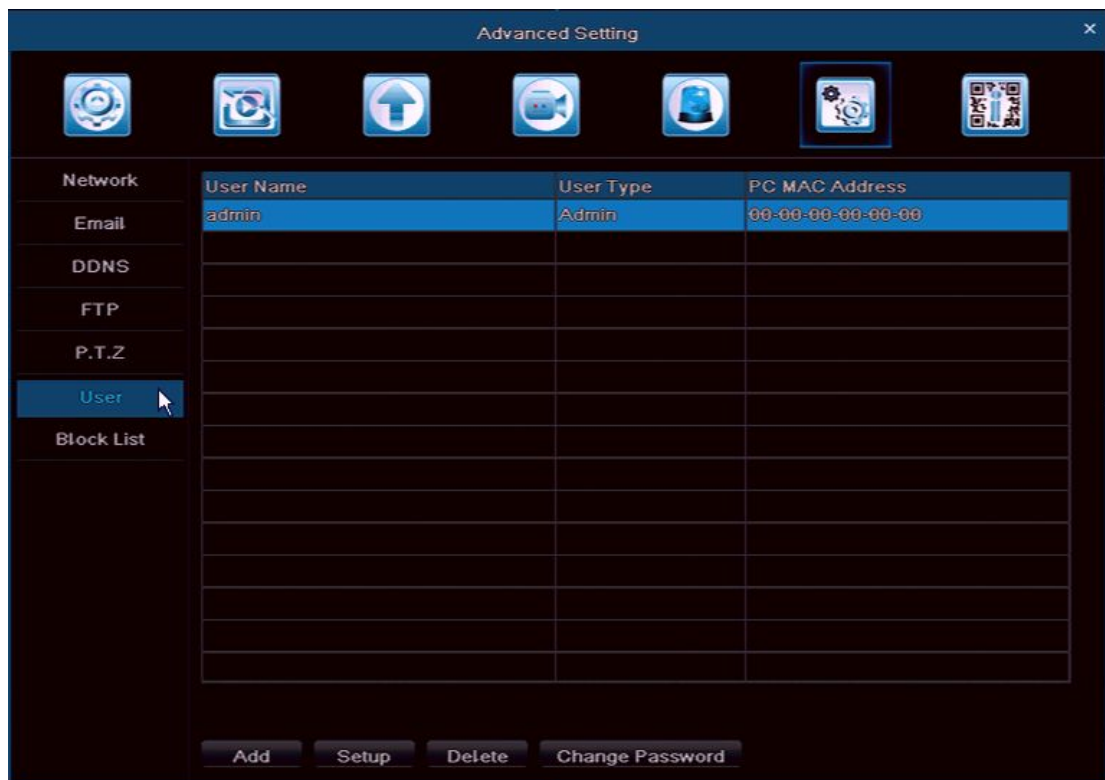 Advanced Setting
Network
Email
DDNS
FTP
P.T.Z
User
Block List
User Name User Type PC MAC Address
admin Admin 00-00-00-00-00-00
Add Setup Delete Change Password